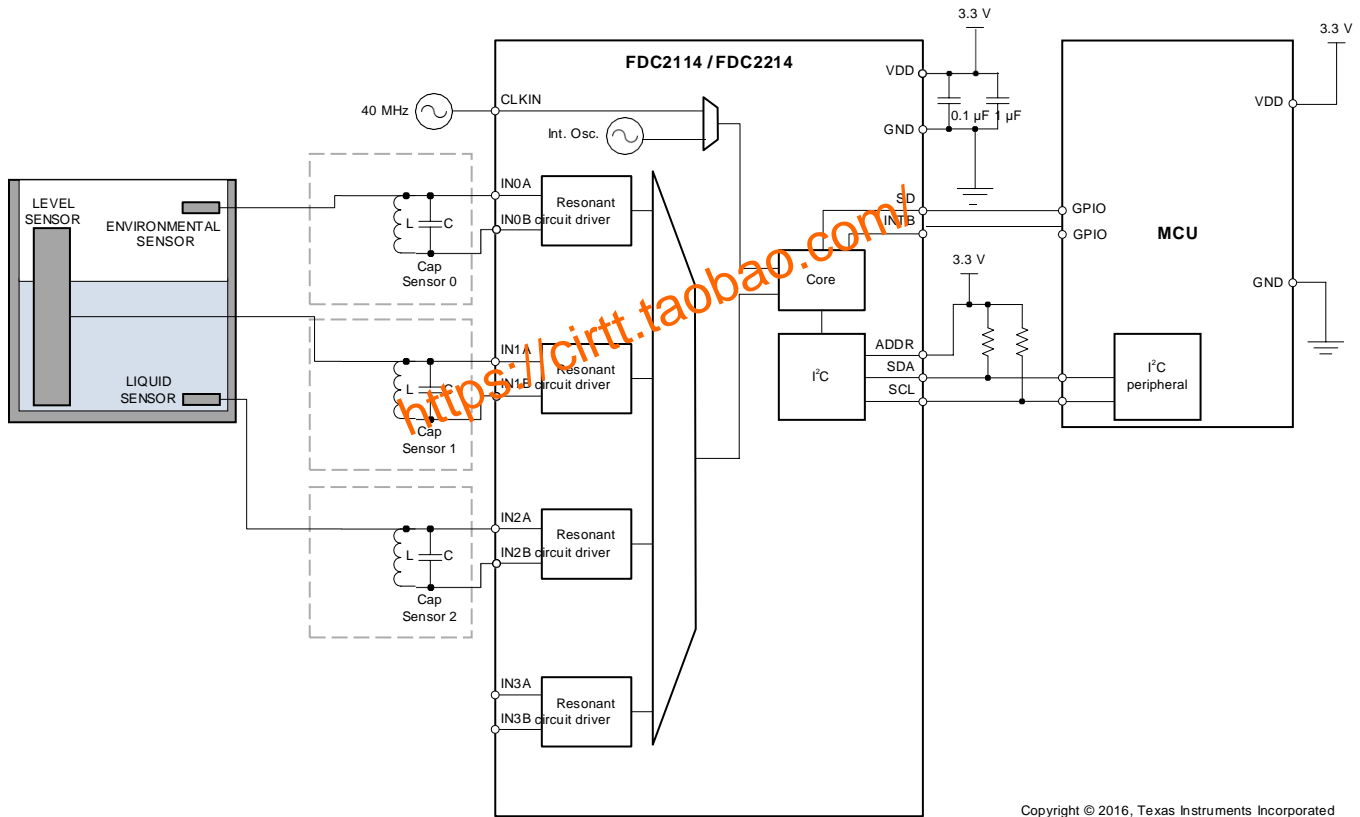 3.3 V
3.3 V
FDC2114 / FDC2214
VDD
40 MHz
CLKIN
VDD
0.1 µF
1 µF
Int. Osc.
GND
LEVEL
SENSOR
ENVIRONMENTAL
SENSOR
IN0A
IN0B
Resonant
circuit driver
L
C
Cap
Sensor 0
SD
INTB
GPIO
GPIO
MCU
Core
3.3 V
GND
https://cirtt.taobao.com/
IN1A
IN1B
Resonant
circuit driver
L
C
Cap
Sensor 1
LIQUID
SENSOR
I²C
ADDR
SDA
SCL
I²C
peripheral
IN2A
IN2B
Resonant
circuit driver
L
C
Cap
Sensor 2
IN3A
IN3B
Resonant
circuit driver
Copyright © 2016, Texas Instruments Incorporated